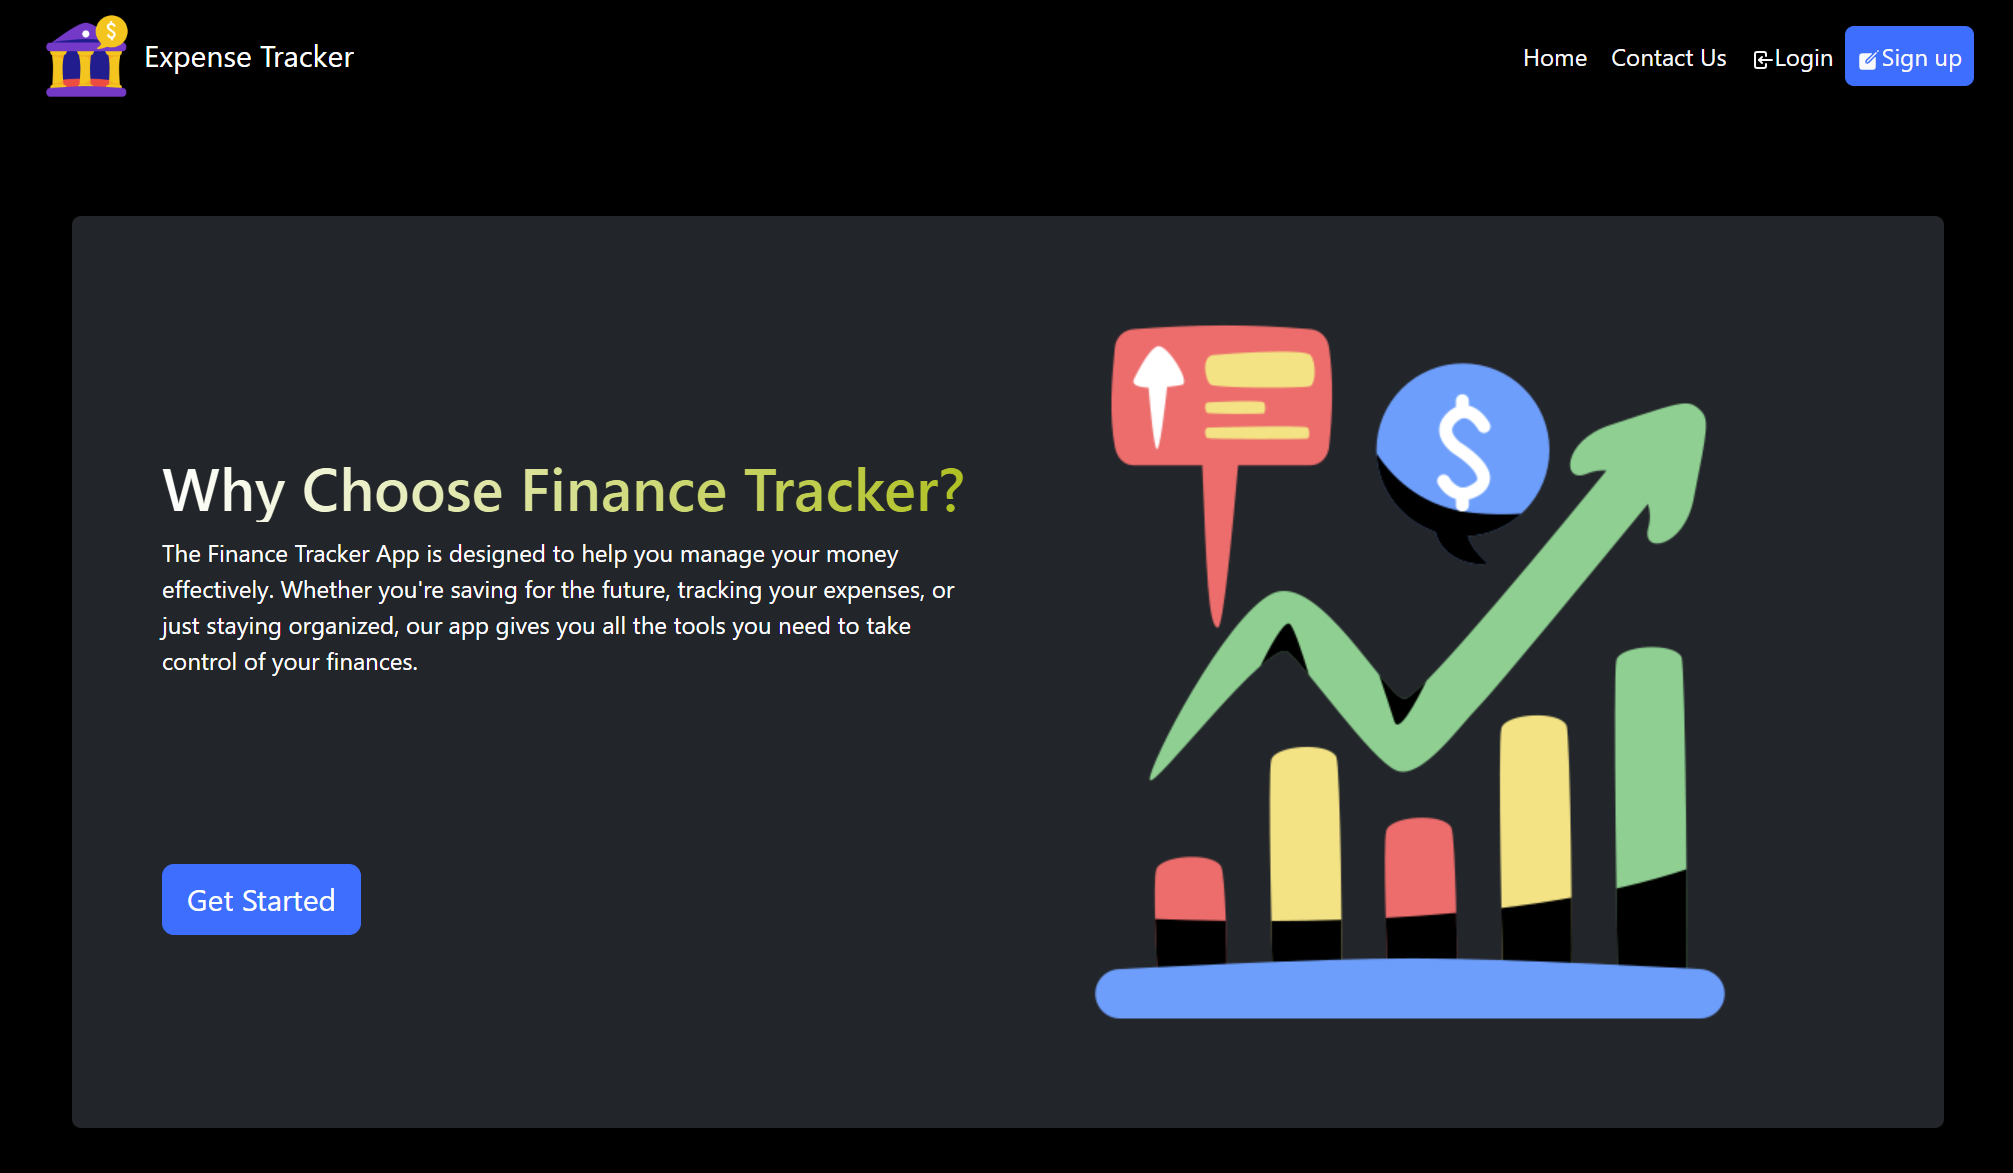 Expense Tracker
Home Contact Us Login Sign up
Why Choose Finance Tracker?
The Finance Tracker App is designed to help you manage your money
effectively. Whether you're saving for the future, tracking your expenses, or
just staying organized, our app gives you all the tools you need to take
control of your finances.
Get Started
$
$